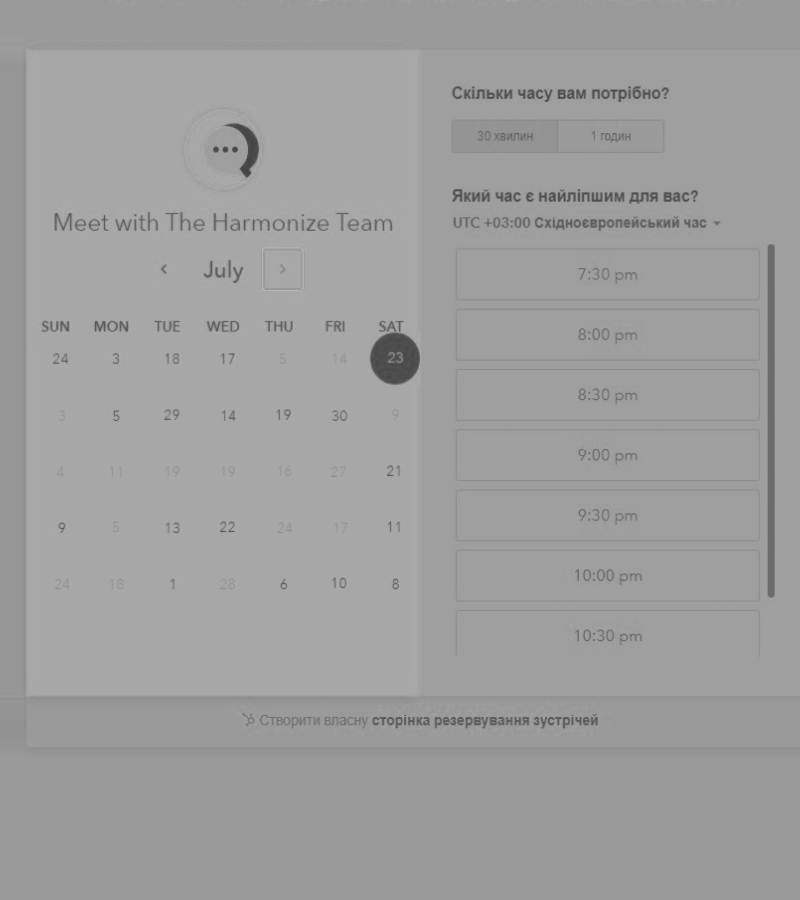 Meet with The Harmonize Team
July
SUN MON TUE WED THU FRI SAT
24 3 18 17 5 14 23
3 5 29 14 19 30 9
4 11 19 19 16 27 21
9 5 13 22 24 17 11
24 18 1 28 6 10 8
Скільки часу вам потрібно?
30 хвилин 1 годин
Який час є найліпшим для вас?
UTC +03:00 Східноєвропейський час
7:30 pm
8:00 pm
8:30 pm
9:00 pm
9:30 pm
10:00 pm
10:30 pm
Створити власну сторінка резервування зустрічей